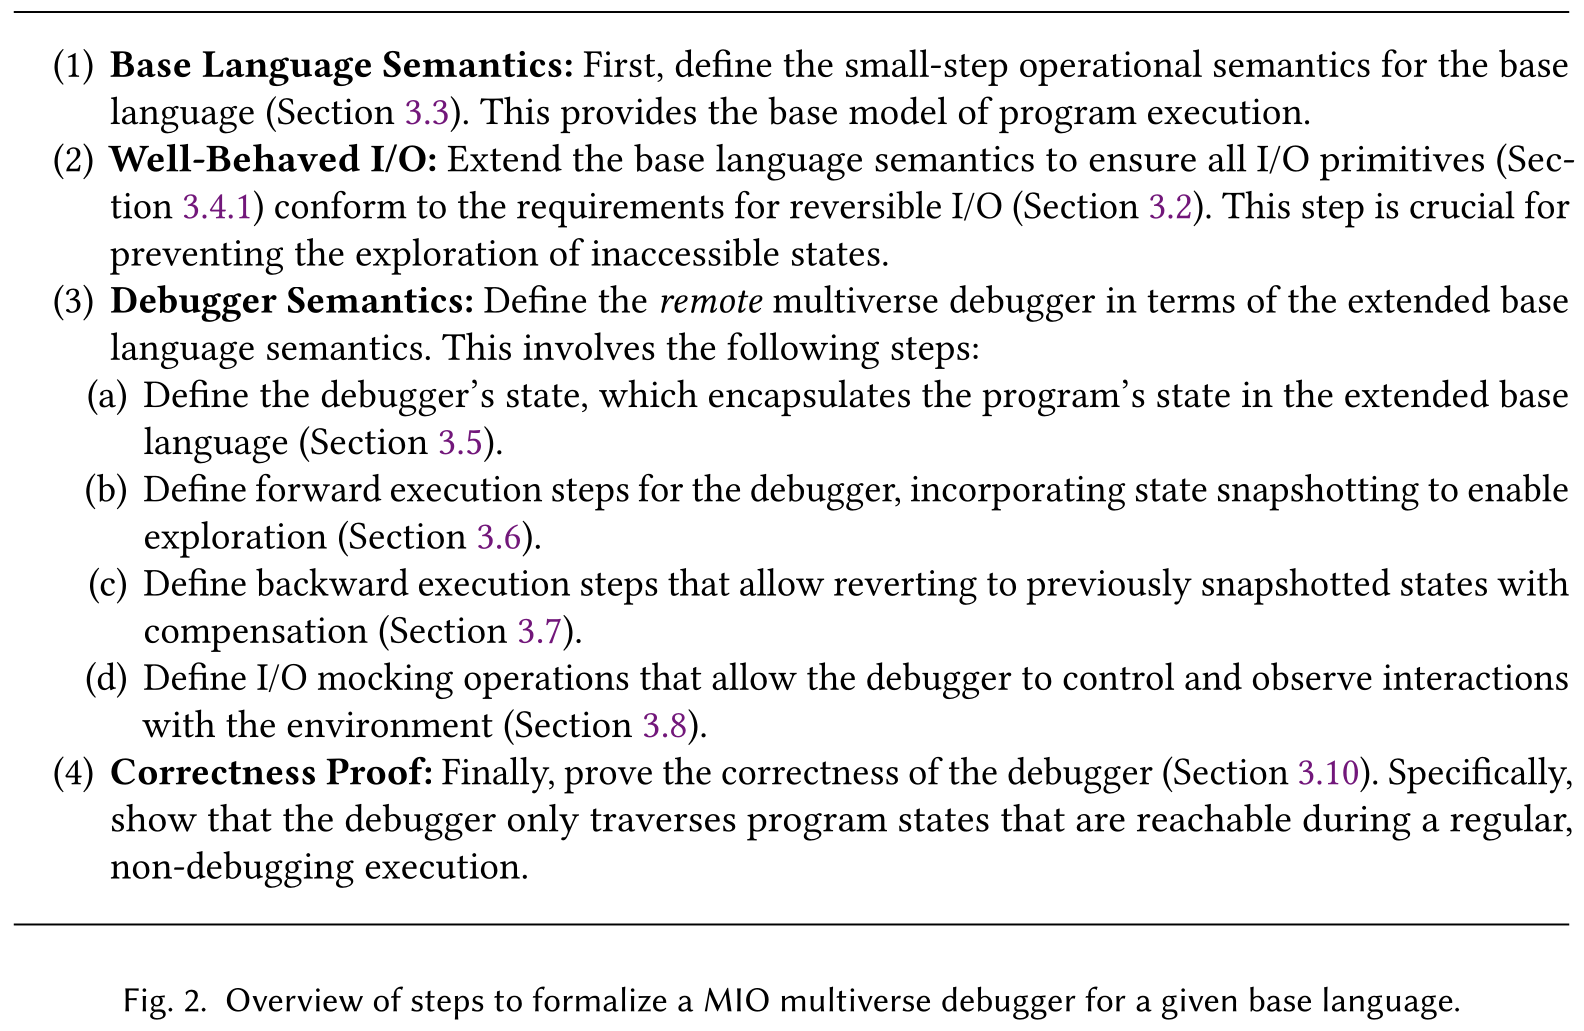 (1) Base Language Semantics: First, define the small-step operational semantics for the base
language (Section 3.3). This provides the base model of program execution.
(2) Well-Behaved I/O: Extend the base language semantics to ensure all I/O primitives (Sec-
tion 3.4.1) conform to the requirements for reversible I/O (Section 3.2). This step is crucial for
preventing the exploration of inaccessible states.
(3) Debugger Semantics: Define the remote multiverse debugger in terms of the extended base
language semantics. This involves the following steps:
(a) Define the debugger's state, which encapsulates the program's state in the extended base
language (Section 3.5).
(b) Define forward execution steps for the debugger, incorporating state snapshotting to enable
exploration (Section 3.6).
(c) Define backward execution steps that allow reverting to previously snapshotted states with
compensation (Section 3.7).
(d) Define I/O mocking operations that allow the debugger to control and observe interactions
with the environment (Section 3.8).
(4) Correctness Proof: Finally, prove the correctness of the debugger (Section 3.10). Specifically,
show that the debugger only traverses program states that are reachable during a regular,
non-debugging execution.
Fig. 2. Overview of steps to formalize a MIO multiverse debugger for a given base language.